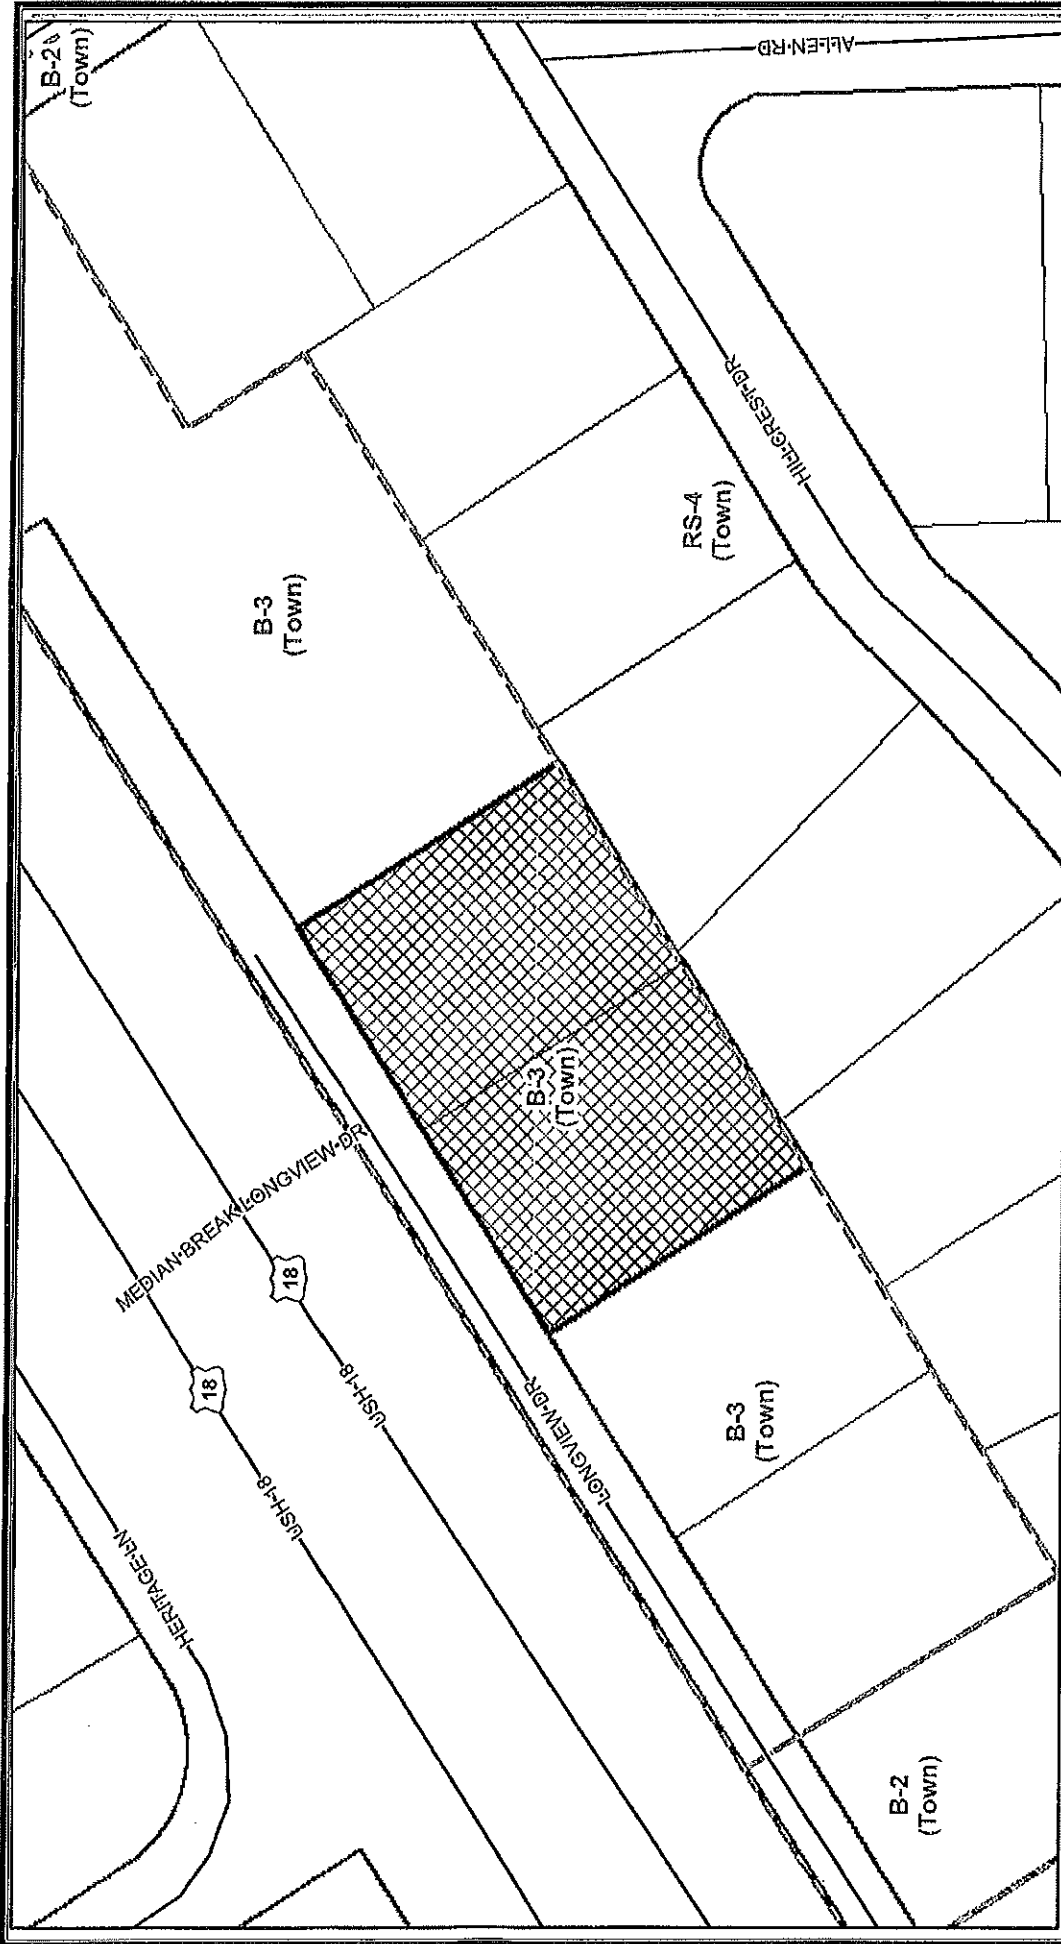 B-2
(Town)
ALLEN RD
HILLCREST DR
RS-4
(Town)
B-3
(Town)
B-3
(Town)
MEDIAN BREAK LONGVIEW DR
18
18
USH 18
USH 18
LONGVIEW DR
HERITAGE LN
B-3
(Town)
B-2
(Town)